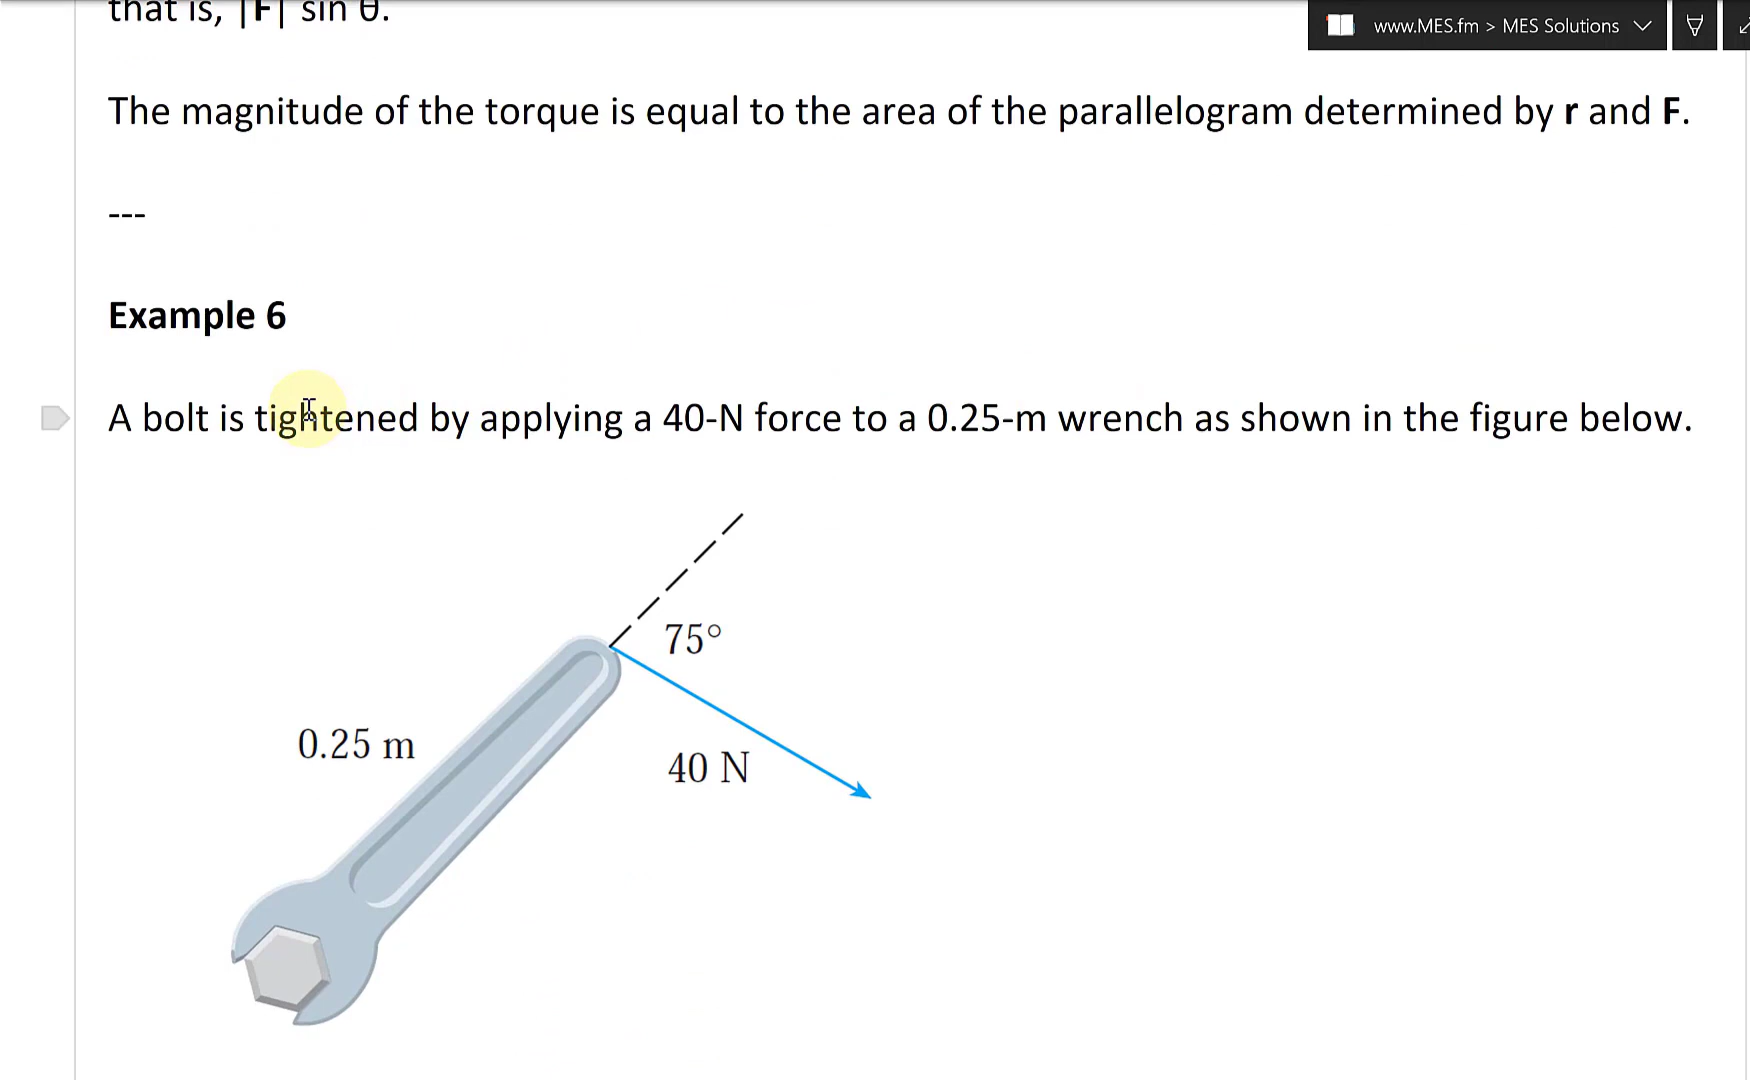 that is, |F| sin θ.
www.MES.fm > MES Solutions
The magnitude of the torque is equal to the area of the parallelogram determined by r and F.
---
Example 6
A bolt is tightened by applying a 40-N force to a 0.25-m wrench as shown in the figure below.
75°
0.25 m
40 N